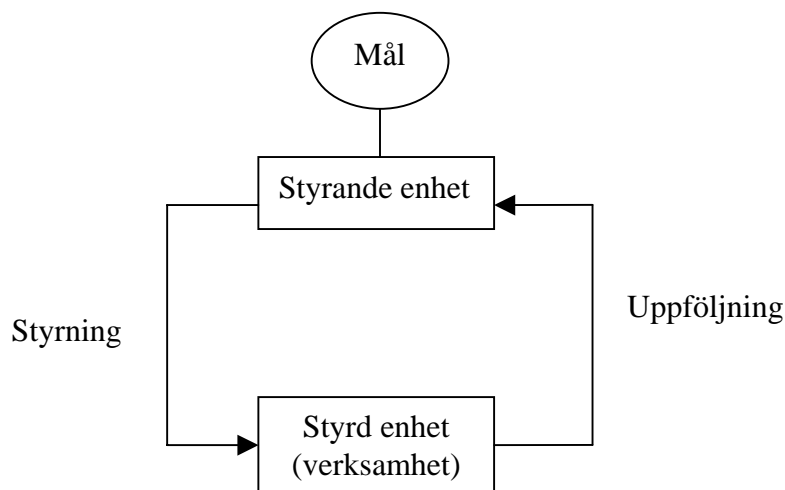 Mål
Styrande enhet
Uppföljning
Styrning
Styrd enhet
(verksamhet)